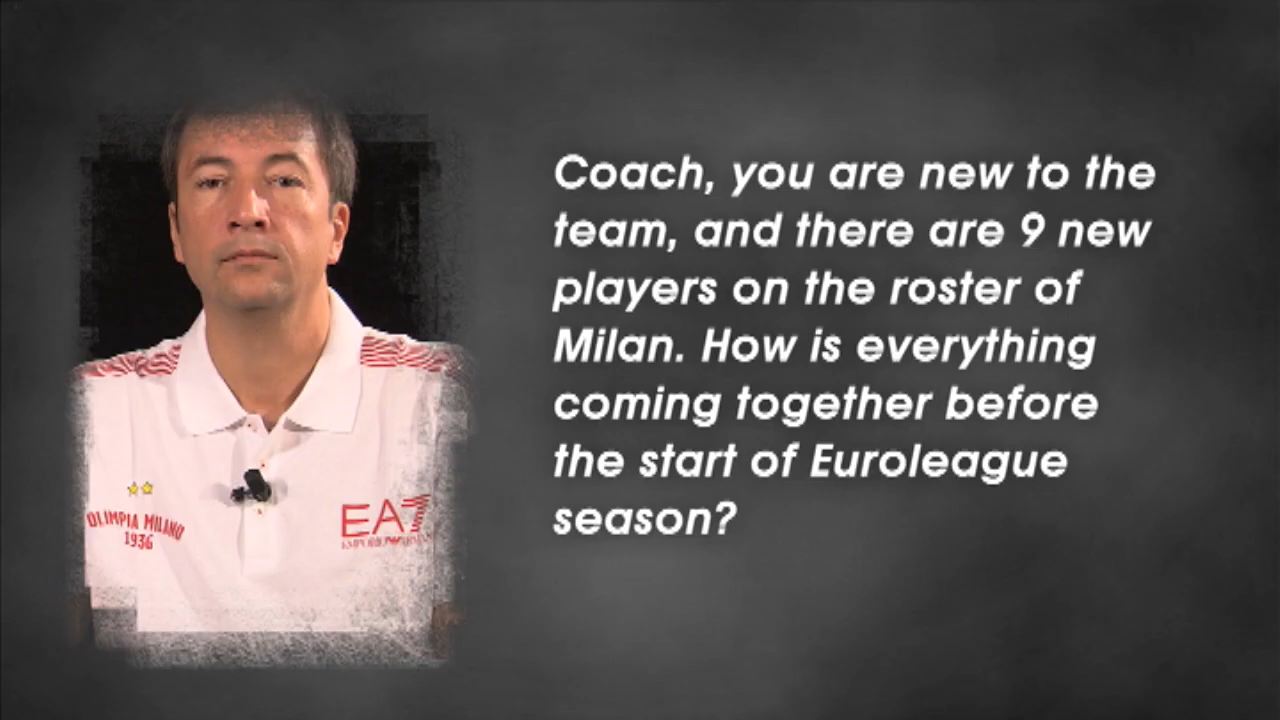 Coach, you are new to the
team, and there are 9 new
players on the roster of
Milan. How is everything
coming together before
the start of Euroleague
season?
OLIMPIA MILANO
1936
EA7